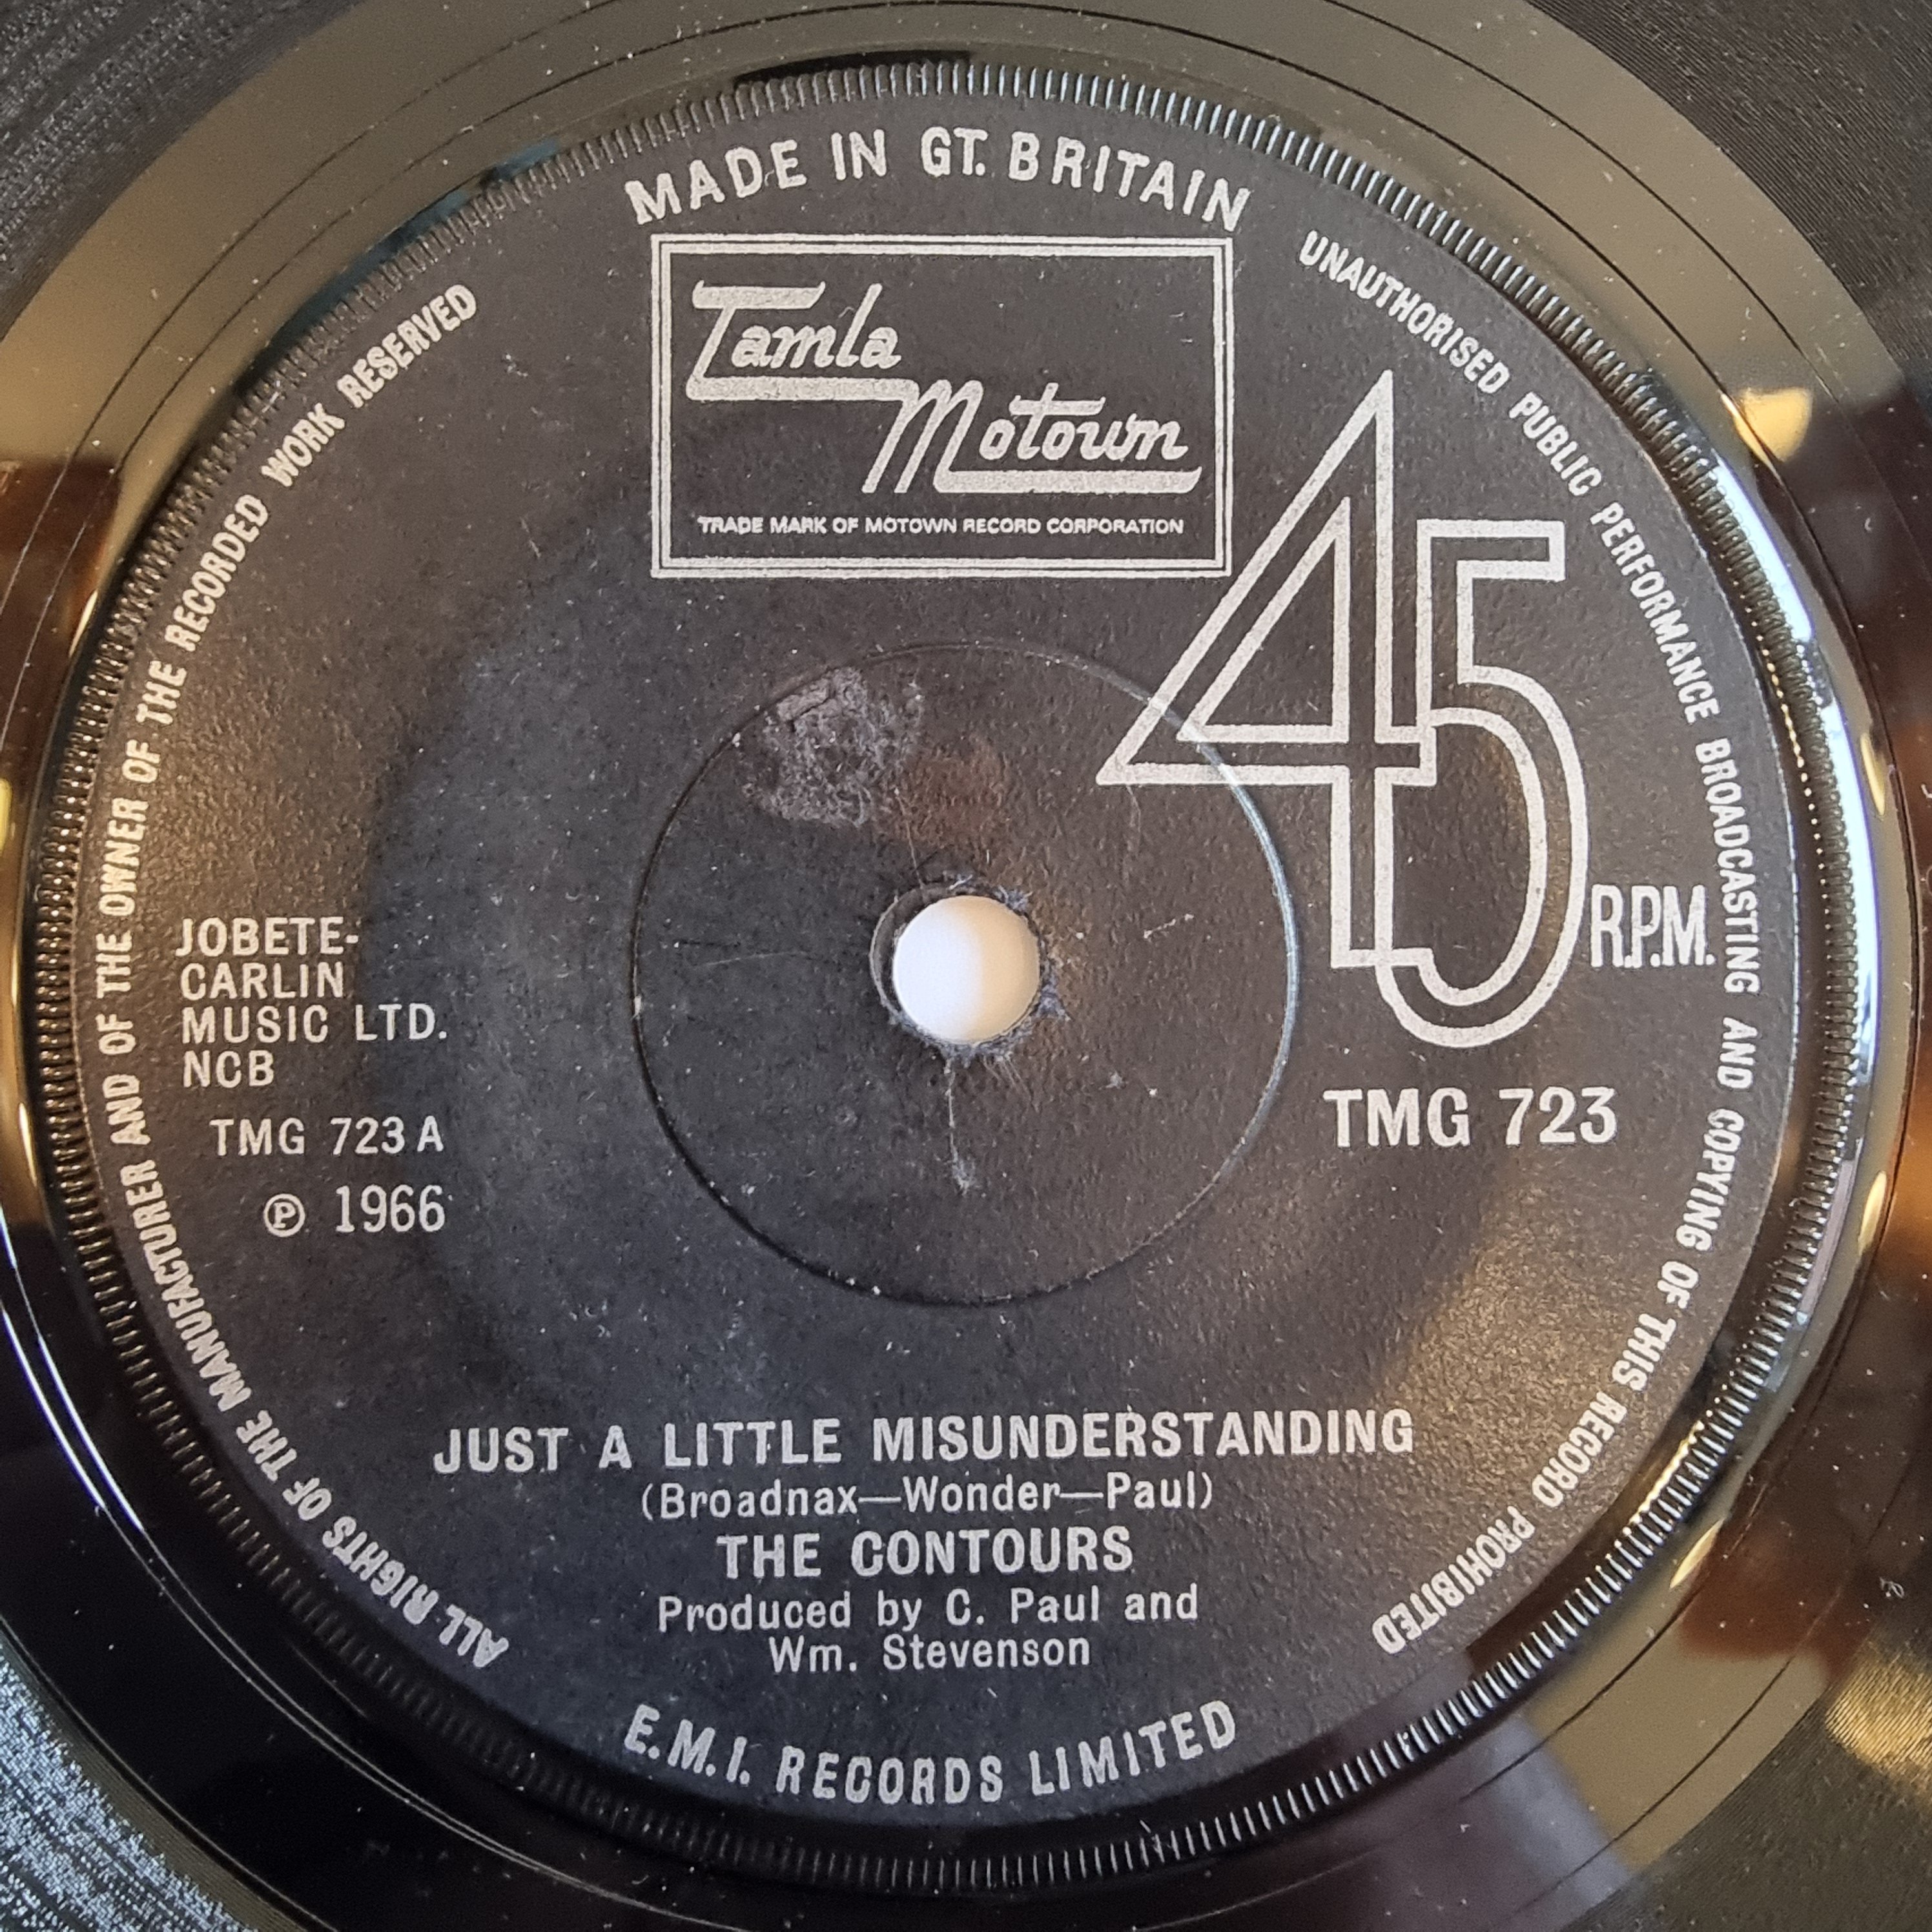 MADE IN GT. BRITAIN
Tamla
Motown
TRADE MARK OF MOTOWN RECORD CORPORATION
45
R.P.M.
JOBETE-
CARLIN
MUSIC LTD.
NCB
TMG 723 A
℗ 1966
TMG 723
JUST A LITTLE MISUNDERSTANDING
(Broadnax—Wonder—Paul)
THE CONTOURS
Produced by C. Paul and
Wm. Stevenson
E.M.I. RECORDS LIMITED
ALL RIGHTS OF THE MANUFACTURER AND OF THE OWNER OF THE RECORDED WORK RESERVED
UNAUTHORISED PUBLIC PERFORMANCE BROADCASTING AND COPYING OF THIS RECORD PROHIBITED